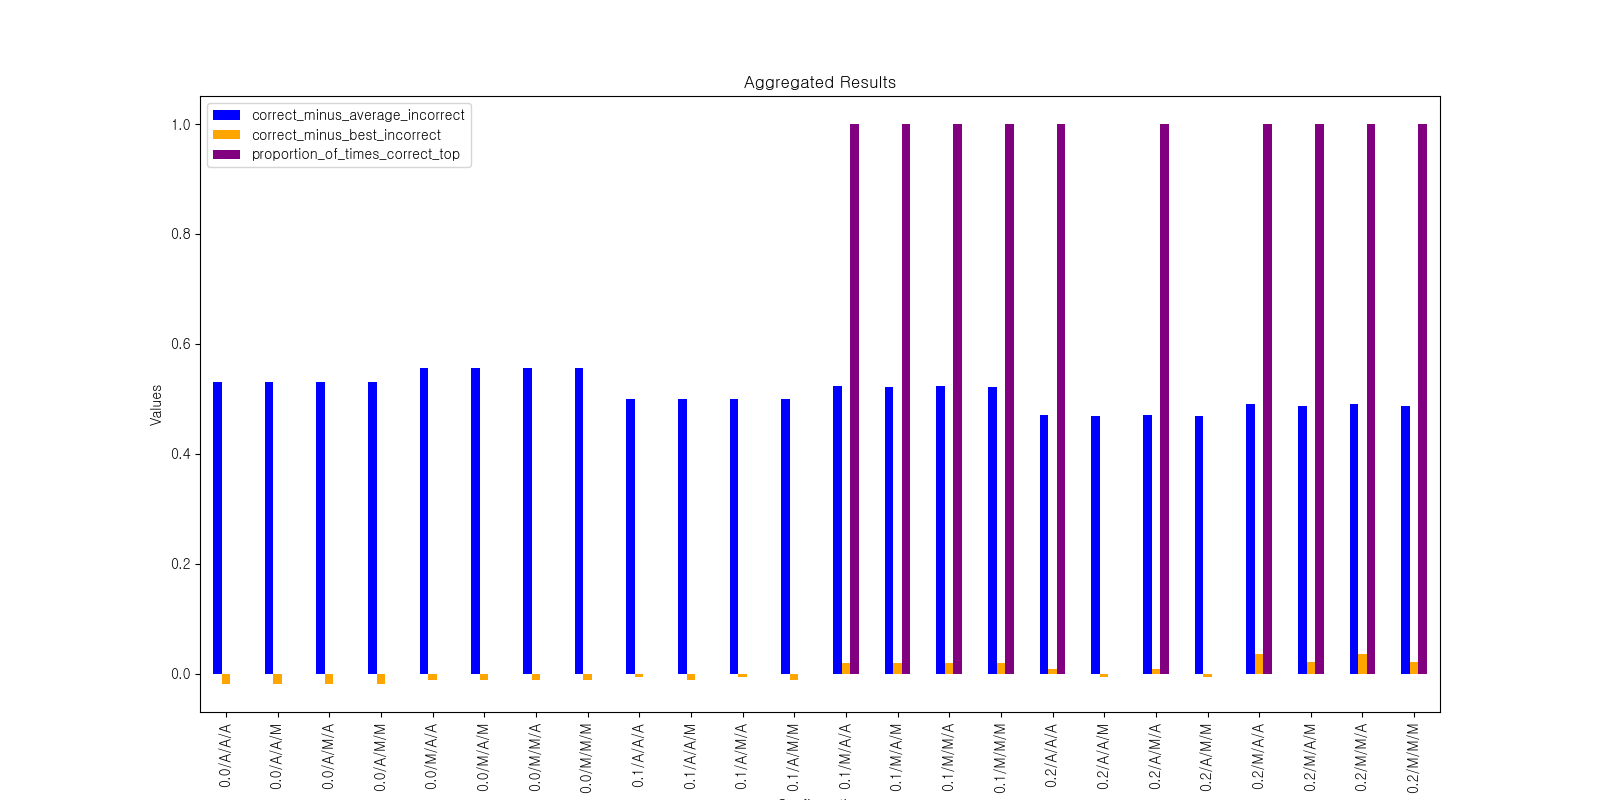 Aggregated Results
correct_minus_average_incorrect
correct_minus_best_incorrect
proportion_of_times_correct_top
1.0
0.8
0.6
0.4
0.2
0.0
Values
0.0/A/A/A
0.0/A/A/M
0.0/A/M/A
0.0/A/M/M
0.0/M/A/A
0.0/M/A/M
0.0/M/M/A
0.0/M/M/M
0.1/A/A/A
0.1/A/A/M
0.1/A/M/A
0.1/A/M/M
0.1/M/A/A
0.1/M/A/M
0.1/M/M/A
0.1/M/M/M
0.2/A/A/A
0.2/A/A/M
0.2/A/M/A
0.2/A/M/M
0.2/M/A/A
0.2/M/A/M
0.2/M/M/A
0.2/M/M/M